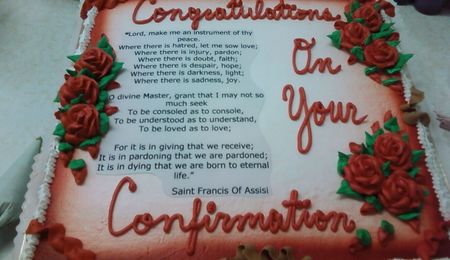 Congratulations
"Lord, make me an instrument of thy
peace.
Where there is hatred, let me sow love;
Where there is injury, pardon;
Where there is doubt, faith;
Where there is despair, hope;
Where there is darkness, light;
Where there is sadness, joy.
O divine Master, grant that I may not so
much seek
To be consoled as to console,
To be understood as to understand,
To be loved as to love;
For it is in giving that we receive;
It is in pardoning that we are pardoned;
It is in dying that we are born to eternal
life."
Saint Francis Of Assisi
On
Your
Confirmation